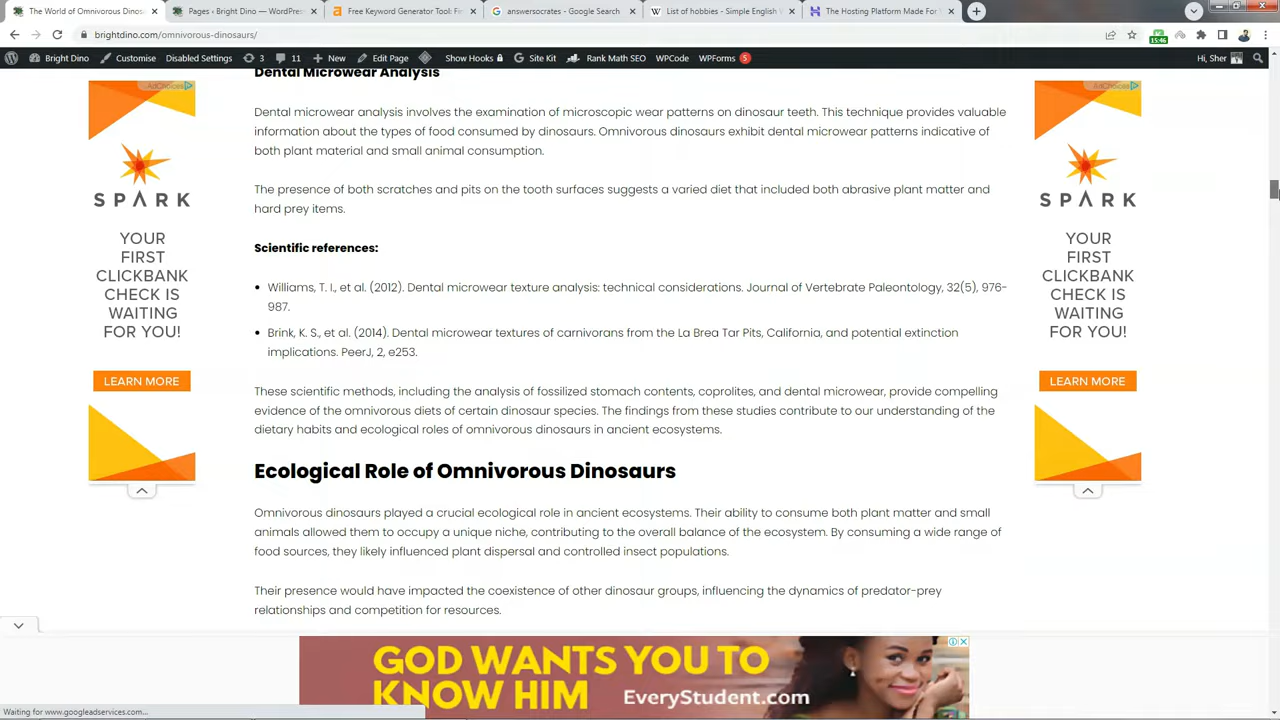 The World of Omnivorous Dinos
Pages ‹ Bright Dino — WordPres
Free Keyword Generator Tool: Fi
answersocrates - Google Search
List of hobbies - Simple English
The Hosting Platform Made For
brightdino.com/omnivorous-dinosaurs/
15:46
Bright Dino
Customise
Disabled Settings
3
11
New
Edit Page
Show Hooks
Site Kit
Rank Math SEO
WPCode
WPForms
5
Hi, Sher
Dental Microwear Analysis
Dental microwear analysis involves the examination of microscopic wear patterns on dinosaur teeth. This technique provides valuable
information about the types of food consumed by dinosaurs. Omnivorous dinosaurs exhibit dental microwear patterns indicative of
both plant material and small animal consumption.
The presence of both scratches and pits on the tooth surfaces suggests a varied diet that included both abrasive plant matter and
hard prey items.
Scientific references:
Williams, T. I., et al. (2012). Dental microwear texture analysis: technical considerations. Journal of Vertebrate Paleontology, 32(5), 976-
987.
Brink, K. S., et al. (2014). Dental microwear textures of carnivorans from the La Brea Tar Pits, California, and potential extinction
implications. PeerJ, 2, e253.
These scientific methods, including the analysis of fossilized stomach contents, coprolites, and dental microwear, provide compelling
evidence of the omnivorous diets of certain dinosaur species. The findings from these studies contribute to our understanding of the
dietary habits and ecological roles of omnivorous dinosaurs in ancient ecosystems.
Ecological Role of Omnivorous Dinosaurs
Omnivorous dinosaurs played a crucial ecological role in ancient ecosystems. Their ability to consume both plant matter and small
animals allowed them to occupy a unique niche, contributing to the overall balance of the ecosystem. By consuming a wide range of
food sources, they likely influenced plant dispersal and controlled insect populations.
Their presence would have impacted the coexistence of other dinosaur groups, influencing the dynamics of predator-prey
relationships and competition for resources.
AdChoices
SPARK
YOUR
FIRST
CLICKBANK
CHECK IS
WAITING
FOR YOU!
LEARN MORE
AdChoices
SPARK
YOUR
FIRST
CLICKBANK
CHECK IS
WAITING
FOR YOU!
LEARN MORE
GOD WANTS YOU TO
KNOW HIM EveryStudent.com
Waiting for www.googleadservices.com...